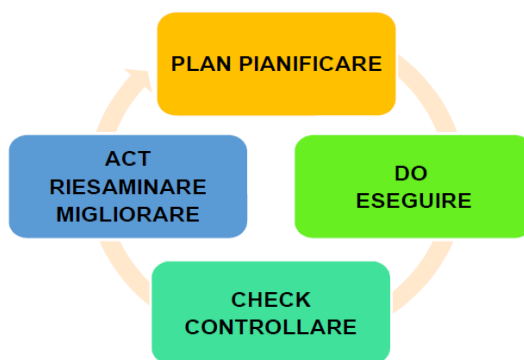 PLAN PIANIFICARE
DO
ESEGUIRE
CHECK
CONTROLLARE
ACT
RIESAMINARE
MIGLIORARE